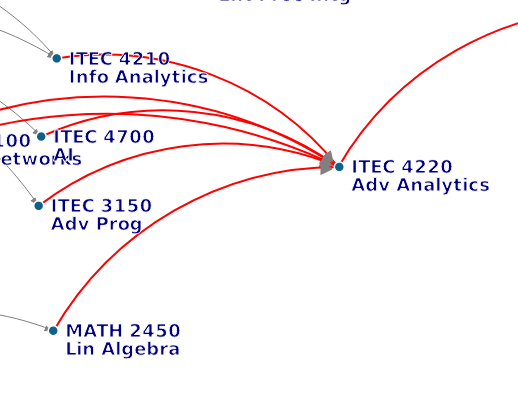 ITEC 4210
Info Analytics
ITEC 4700
AI
100
etworks
ITEC 4220
Adv Analytics
ITEC 3150
Adv Prog
MATH 2450
Lin Algebra